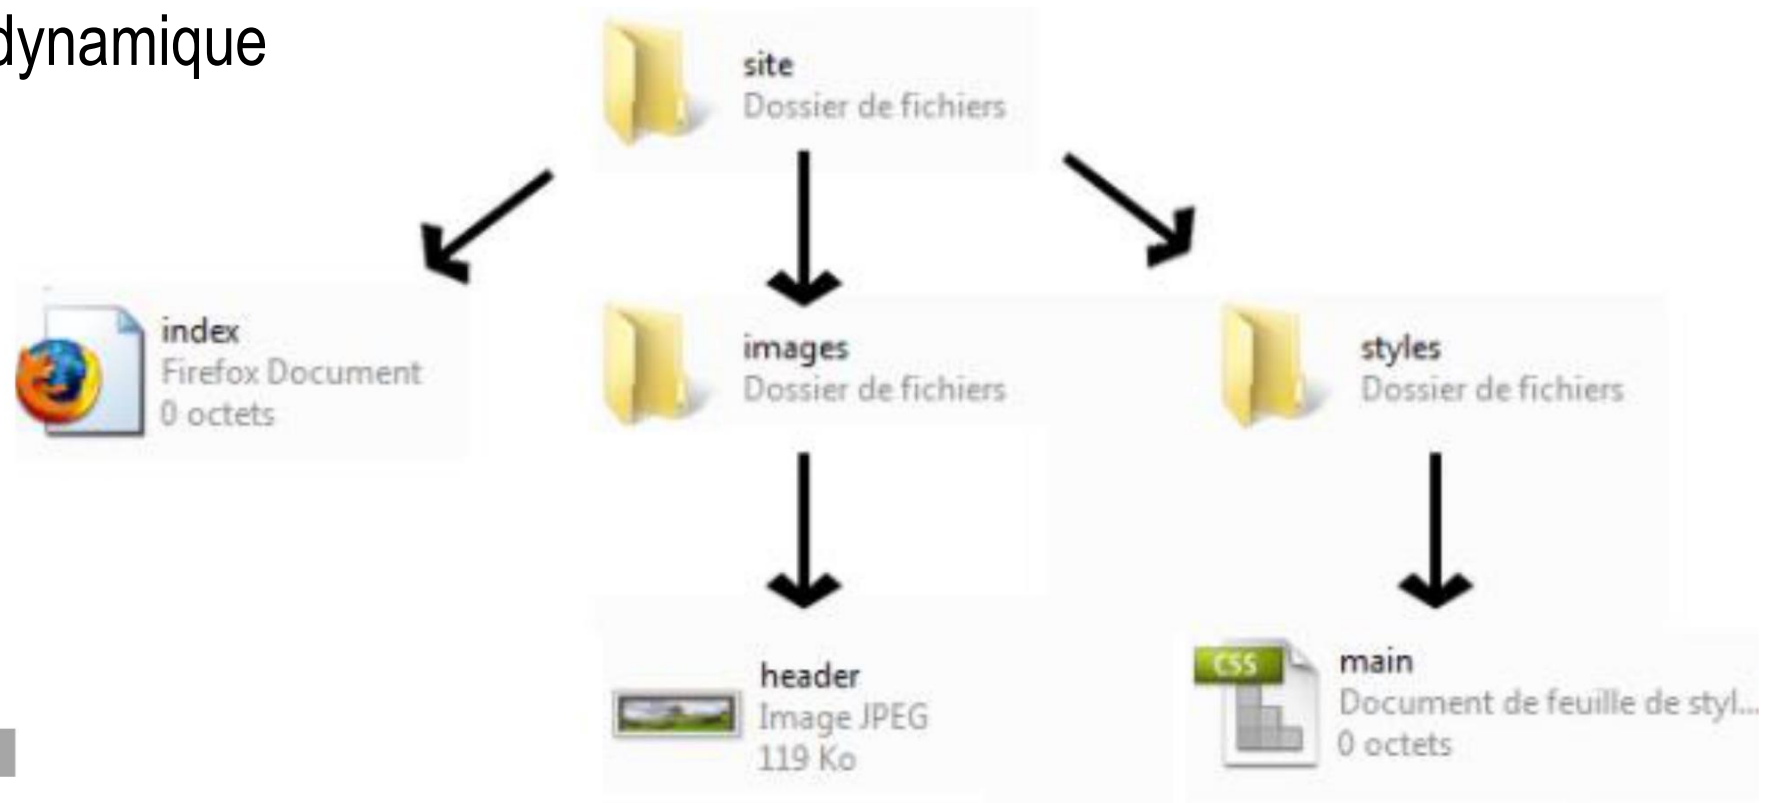 dynamique
site
Dossier de fichiers
index
Firefox Document
0 octets
images
Dossier de fichiers
styles
Dossier de fichiers
header
Image JPEG
119 Ko
CSS
main
Document de feuille de styl...
0 octets